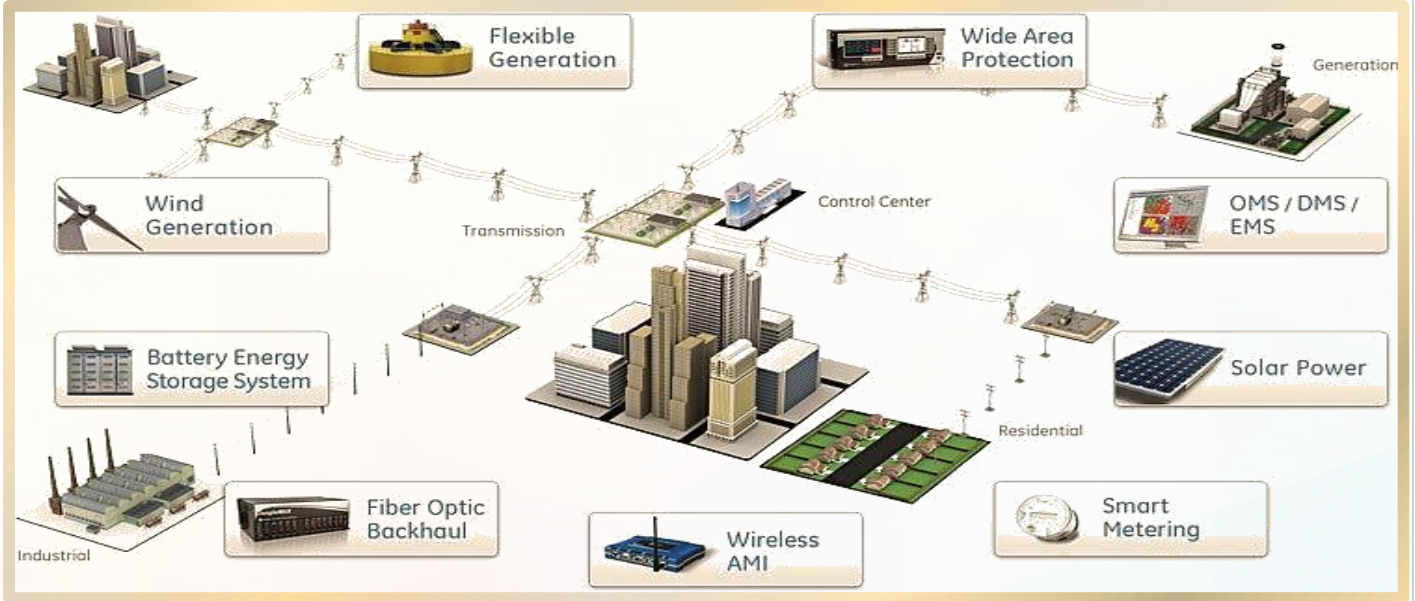 Flexible
Generation
Wide Area
Protection
Generation
Wind
Generation
Transmission
Control Center
OMS / DMS /
EMS
Battery Energy
Storage System
Solar Power
Residential
Industrial
Fiber Optic
Backhaul
Wireless
AMI
Smart
Metering